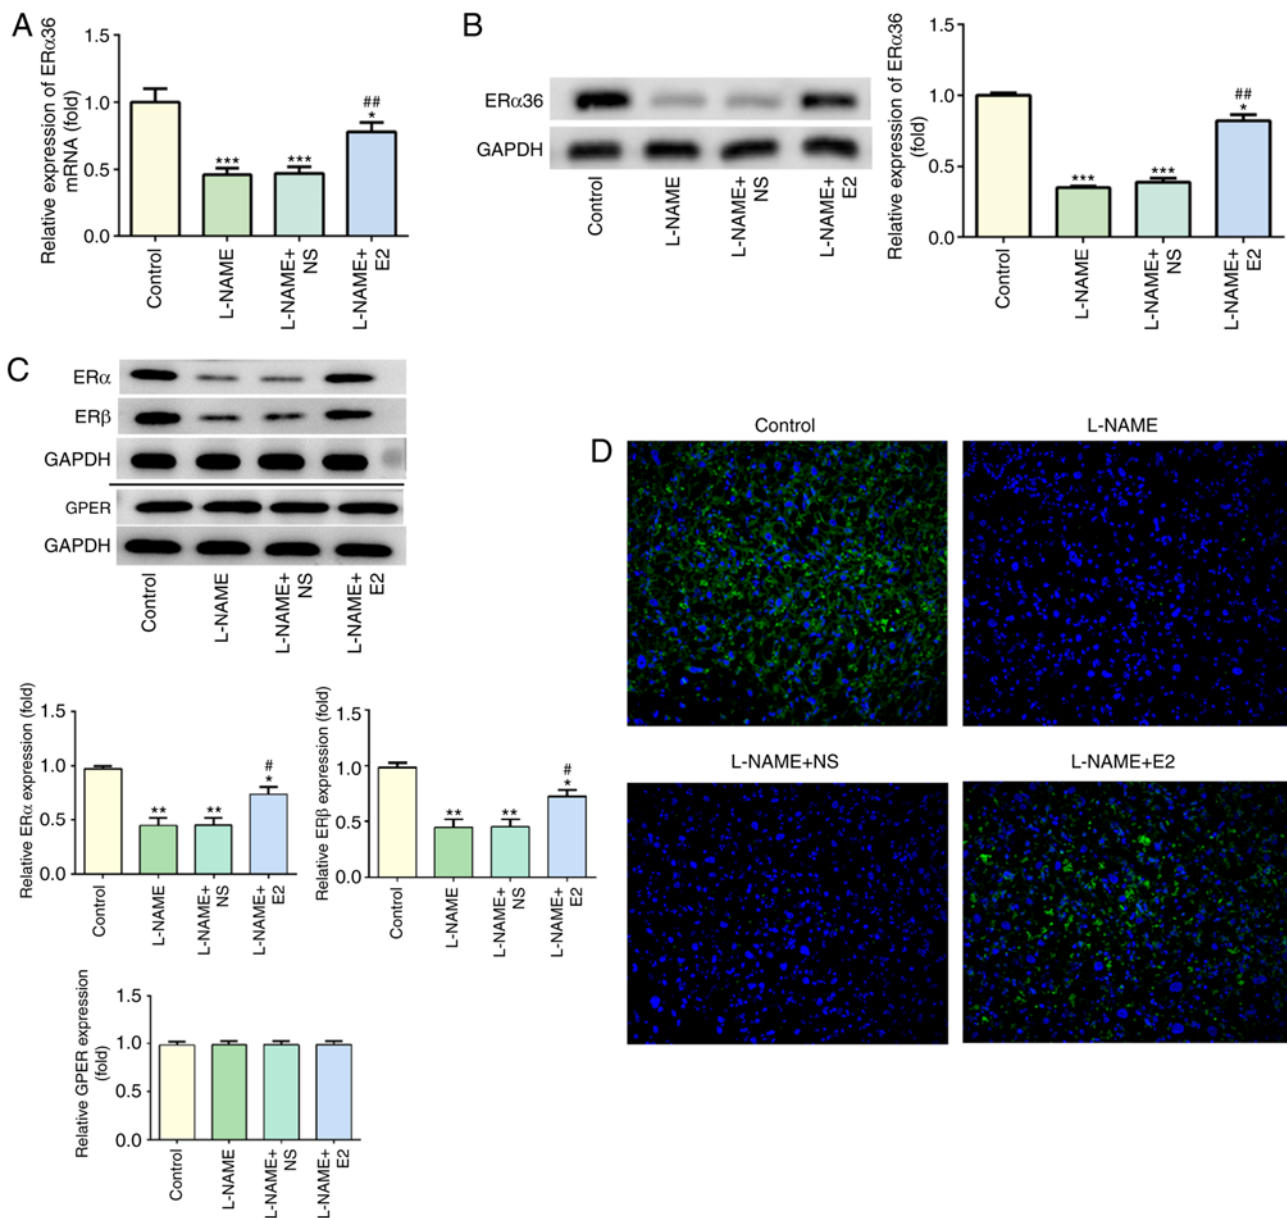 A
Relative expression of ERα36
mRNA (fold)
1.5
1.0
0.5
0.0
***
***
##
*
Control
L-NAME
L-NAME+
NS
L-NAME+
E2
B
ERα36
GAPDH
Control
L-NAME
L-NAME+
NS
L-NAME+
E2
Relative expression of ERα36
(fold)
1.5
1.0
0.5
0.0
***
***
##
*
Control
L-NAME
L-NAME+
NS
L-NAME+
E2
C
ERα
ERβ
GAPDH
GPER
GAPDH
Control
L-NAME
L-NAME+
NS
L-NAME+
E2
Relative ERα expression (fold)
1.5
1.0
0.5
0.0
**
**
#
*
Control
L-NAME
L-NAME+
NS
L-NAME+
E2
Relative ERβ expression (fold)
1.5
1.0
0.5
0.0
**
**
#
*
Control
L-NAME
L-NAME+
NS
L-NAME+
E2
Relative GPER expression
(fold)
1.5
1.0
0.5
0.0
Control
L-NAME
L-NAME+
NS
L-NAME+
E2
D
Control
L-NAME
L-NAME+NS
L-NAME+E2